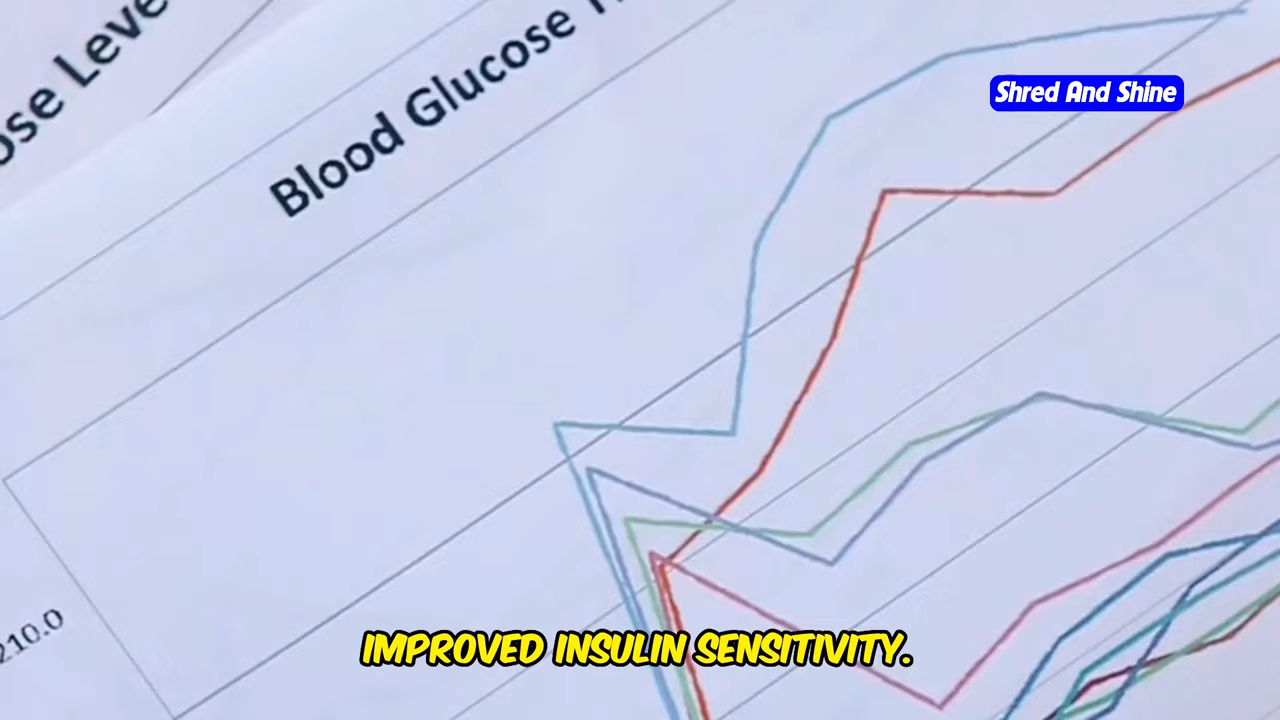 ose Leve
Blood Glucose
Shred And Shine
210.0
IMPROVED INSULIN SENSITIVITY.